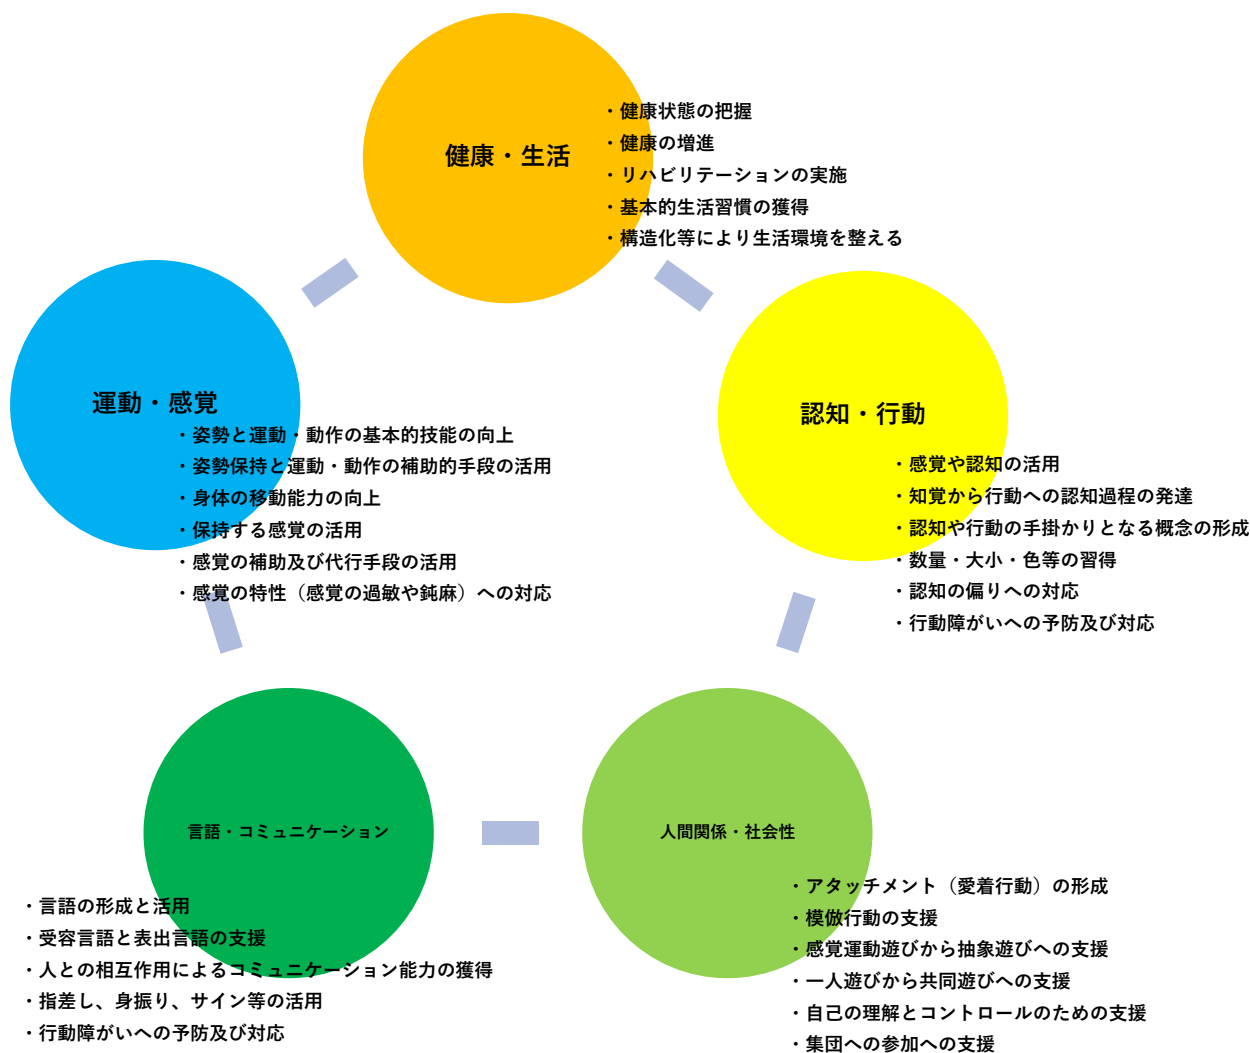 健康・生活
・健康状態の把握
・健康の増進
・リハビリテーションの実施
・基本的生活習慣の獲得
・構造化等により生活環境を整える
運動・感覚
・姿勢と運動・動作の基本的技能の向上
・姿勢保持と運動・動作の補助的手段の活用
・身体の移動能力の向上
・保持する感覚の活用
・感覚の補助及び代行手段の活用
・感覚の特性（感覚の過敏や鈍麻）への対応
認知・行動
・感覚や認知の活用
・知覚から行動への認知過程の発達
・認知や行動の手掛かりとなる概念の形成
・数量・大小・色等の習得
・認知の偏りへの対応
・行動障がいへの予防及び対応
言語・コミュニケーション
・言語の形成と活用
・受容言語と表出言語の支援
・人との相互作用によるコミュニケーション能力の獲得
・指差し、身振り、サイン等の活用
・行動障がいへの予防及び対応
人間関係・社会性
・アタッチメント（愛着行動）の形成
・模倣行動の支援
・感覚運動遊びから抽象遊びへの支援
・一人遊びから共同遊びへの支援
・自己の理解とコントロールのための支援
・集団への参加への支援